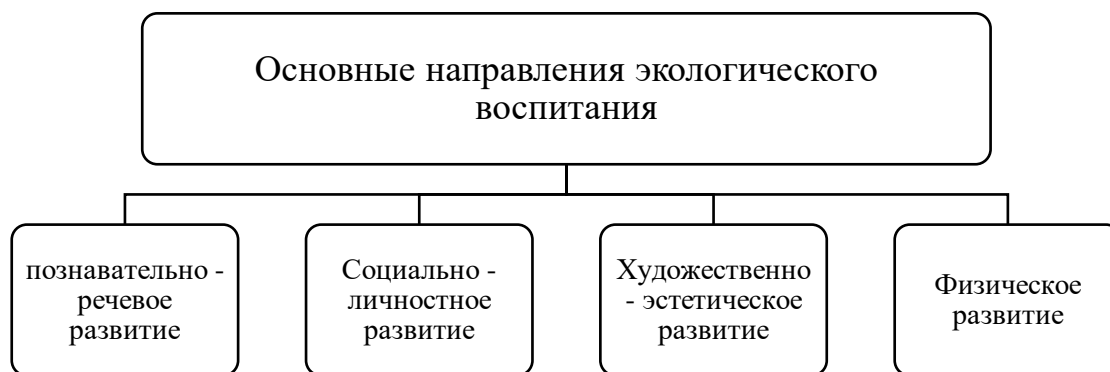 Основные направления экологического
воспитания
познавательно -
речевое
развитие
Социально -
личностное
развитие
Художественно
- эстетическое
развитие
Физическое
развитие